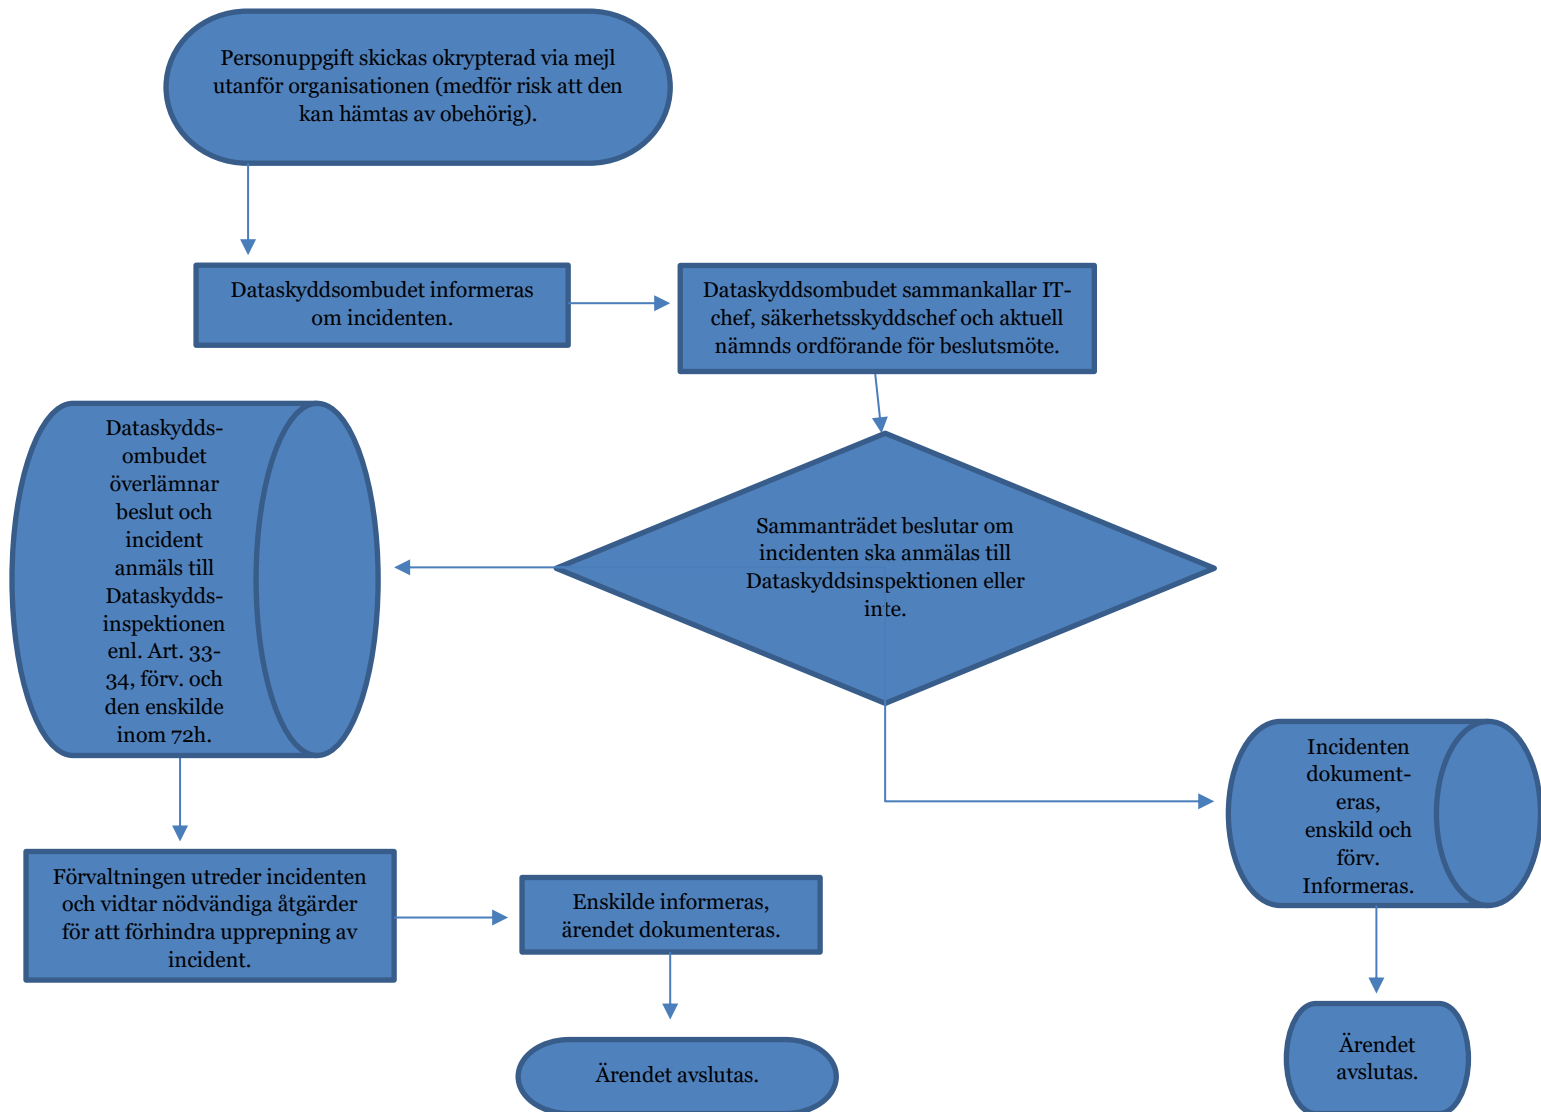 Personuppgift skickas okrypterad via mejl
utanför organisationen (medför risk att den
kan hämtas av obehörig).
Dataskyddsombudet informeras
om incidenten.
Dataskyddsombudet sammankallar IT-
chef, säkerhetsskyddschef och aktuell
nämnds ordförande för beslutsmöte.
Sammanträdet beslutar om
incidenten ska anmälas till
Dataskyddsinspektionen eller
inte.
Dataskydds-
ombudet
överlämnar
beslut och
incident
anmäls till
Dataskydds-
inspektionen
enl. Art. 33-
34, förv. och
den enskilde
inom 72h.
Incidenten
dokument-
eras,
enskild och
förv.
Informeras.
Förvaltningen utreder incidenten
och vidtar nödvändiga åtgärder
för att förhindra upprepning av
incident.
Enskilde informeras,
ärendet dokumenteras.
Ärendet avslutas.
Ärendet
avslutas.